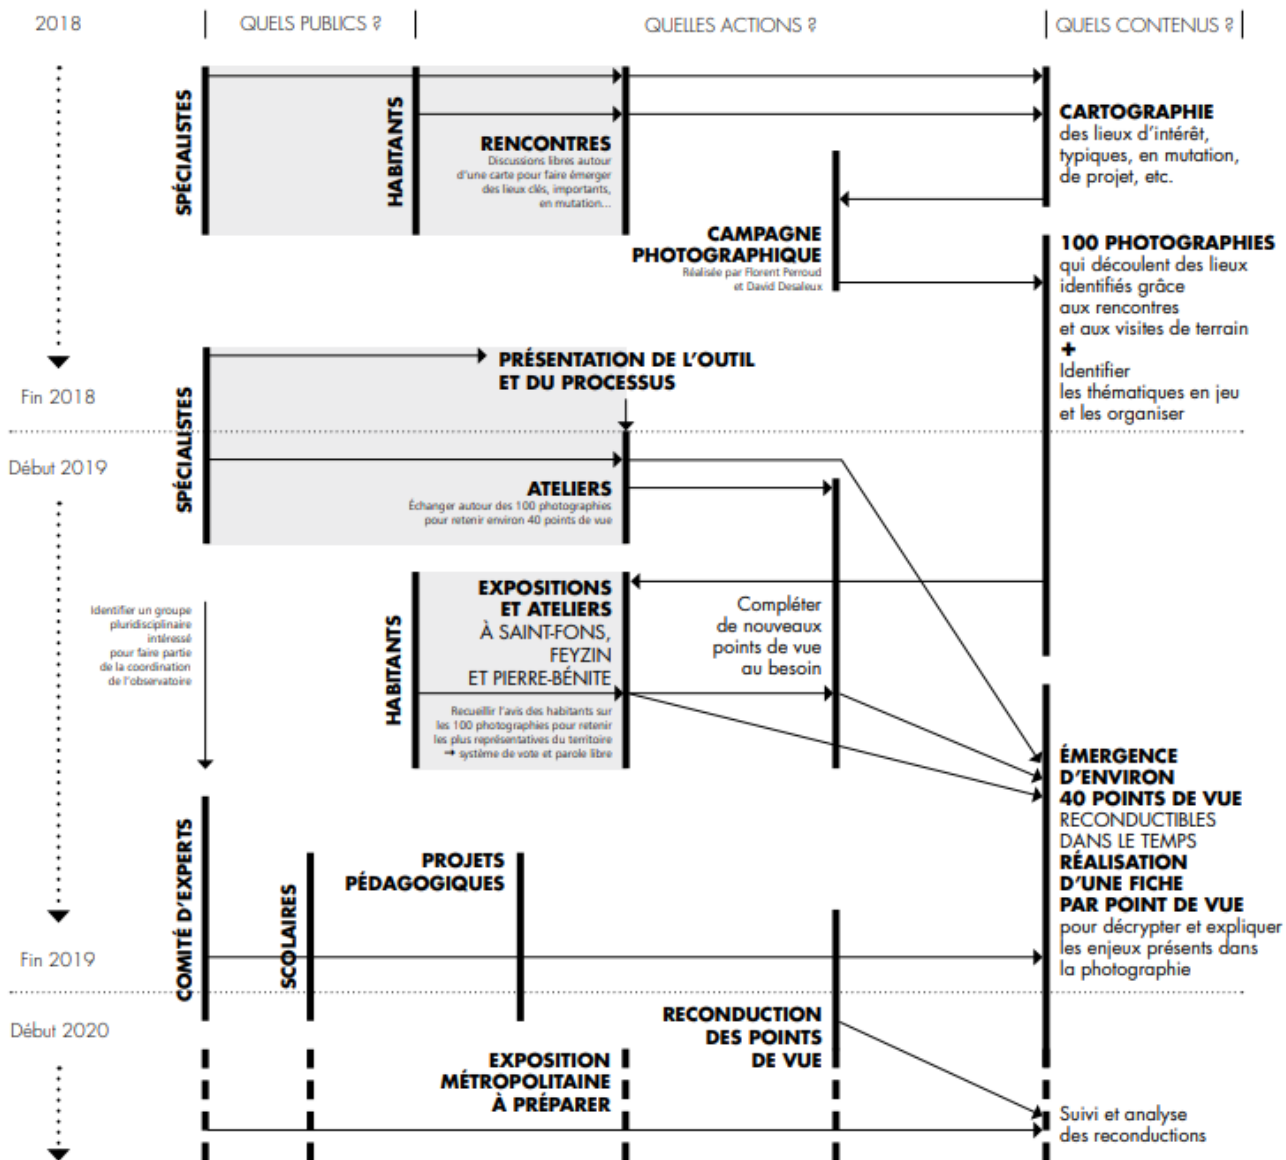 2018
QUELS PUBLICS ?
QUELLES ACTIONS ?
QUELS CONTENUS ?
SPÉCIALISTES
HABITANTS
RENCONTRES
Discussions libres autour
d'une carte pour faire émerger
des lieux clés, importants,
en mutation...
CARTOGRAPHIE
des lieux d'intérêt,
typiques, en mutation,
de projet, etc.
CAMPAGNE
PHOTOGRAPHIQUE
Réalisée par Florent Perroud
et David Desaleux
100 PHOTOGRAPHIES
qui découlent des lieux
identifiés grâce
aux rencontres
et aux visites de terrain
+
Identifier
les thématiques en jeu
et les organiser
Fin 2018
SPÉCIALISTES
PRÉSENTATION DE L'OUTIL
ET DU PROCESSUS
Début 2019
ATELIERS
Échanger autour des 100 photographies
pour retenir environ 40 points de vue
Identifier un groupe
pluridisciplinaire
intéressé
pour faire partie
de la coordination
de l'observatoire
HABITANTS
EXPOSITIONS
ET ATELIERS
À SAINT-FONS,
FEYZIN
ET PIERRE-BÉNITE
Recueillir l'avis des habitants sur
les 100 photographies pour retenir
les plus représentatives du territoire
→ système de vote et parole libre
Compléter
de nouveaux
points de vue
au besoin
ÉMERGENCE
D'ENVIRON
40 POINTS DE VUE
RECONDUCTIBLES
DANS LE TEMPS
RÉALISATION
D'UNE FICHE
PAR POINT DE VUE
pour décrypter et expliquer
les enjeux présents dans
la photographie
COMITÉ D'EXPERTS
SCOLAIRES
PROJETS
PÉDAGOGIQUES
Fin 2019
Début 2020
RECONDUCTION
DES POINTS
DE VUE
EXPOSITION
MÉTROPOLITAINE
À PRÉPARER
Suivi et analyse
des reconductions